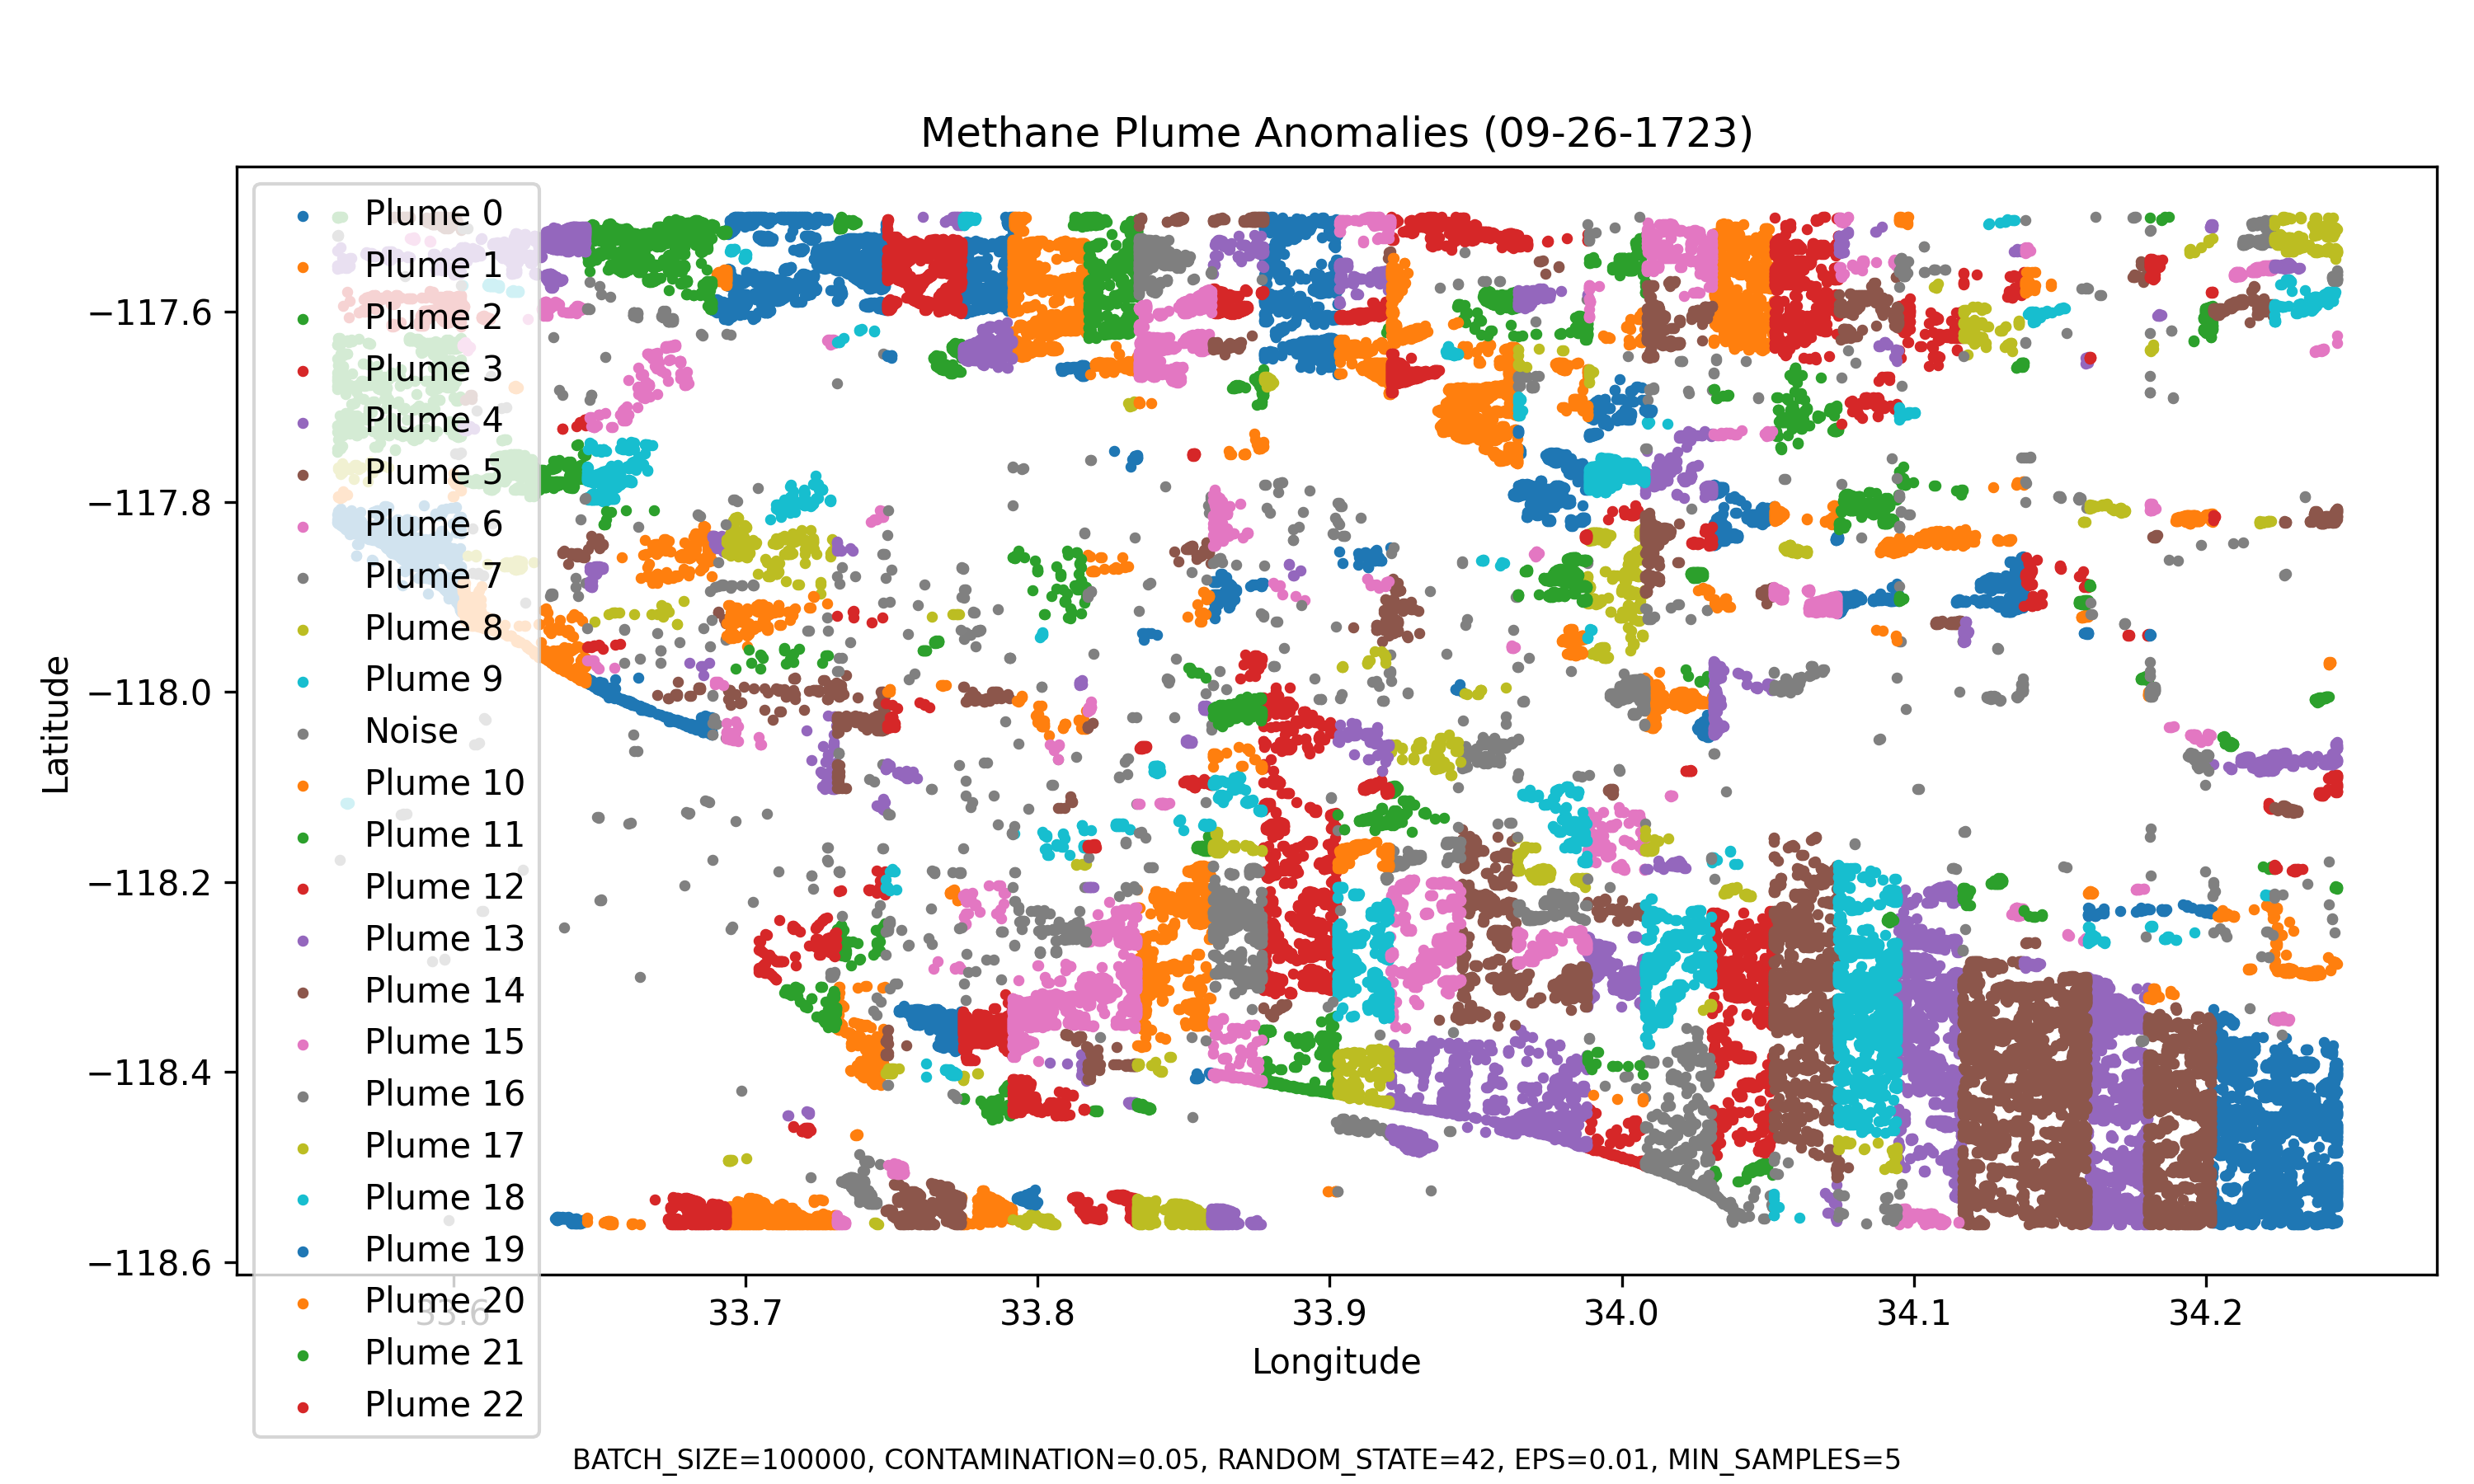 Methane Plume Anomalies (09-26-1723)
Plume 0
Plume 1
Plume 2
Plume 3
Plume 4
Plume 5
Plume 6
Plume 7
Plume 8
Plume 9
Noise
Plume 10
Plume 11
Plume 12
Plume 13
Plume 14
Plume 15
Plume 16
Plume 17
Plume 18
Plume 19
Plume 20
Plume 21
Plume 22
Latitude
−117.6
−117.8
−118.0
−118.2
−118.4
−118.6
33.6
33.7
33.8
33.9
34.0
34.1
34.2
Longitude
BATCH_SIZE=100000, CONTAMINATION=0.05, RANDOM_STATE=42, EPS=0.01, MIN_SAMPLES=5